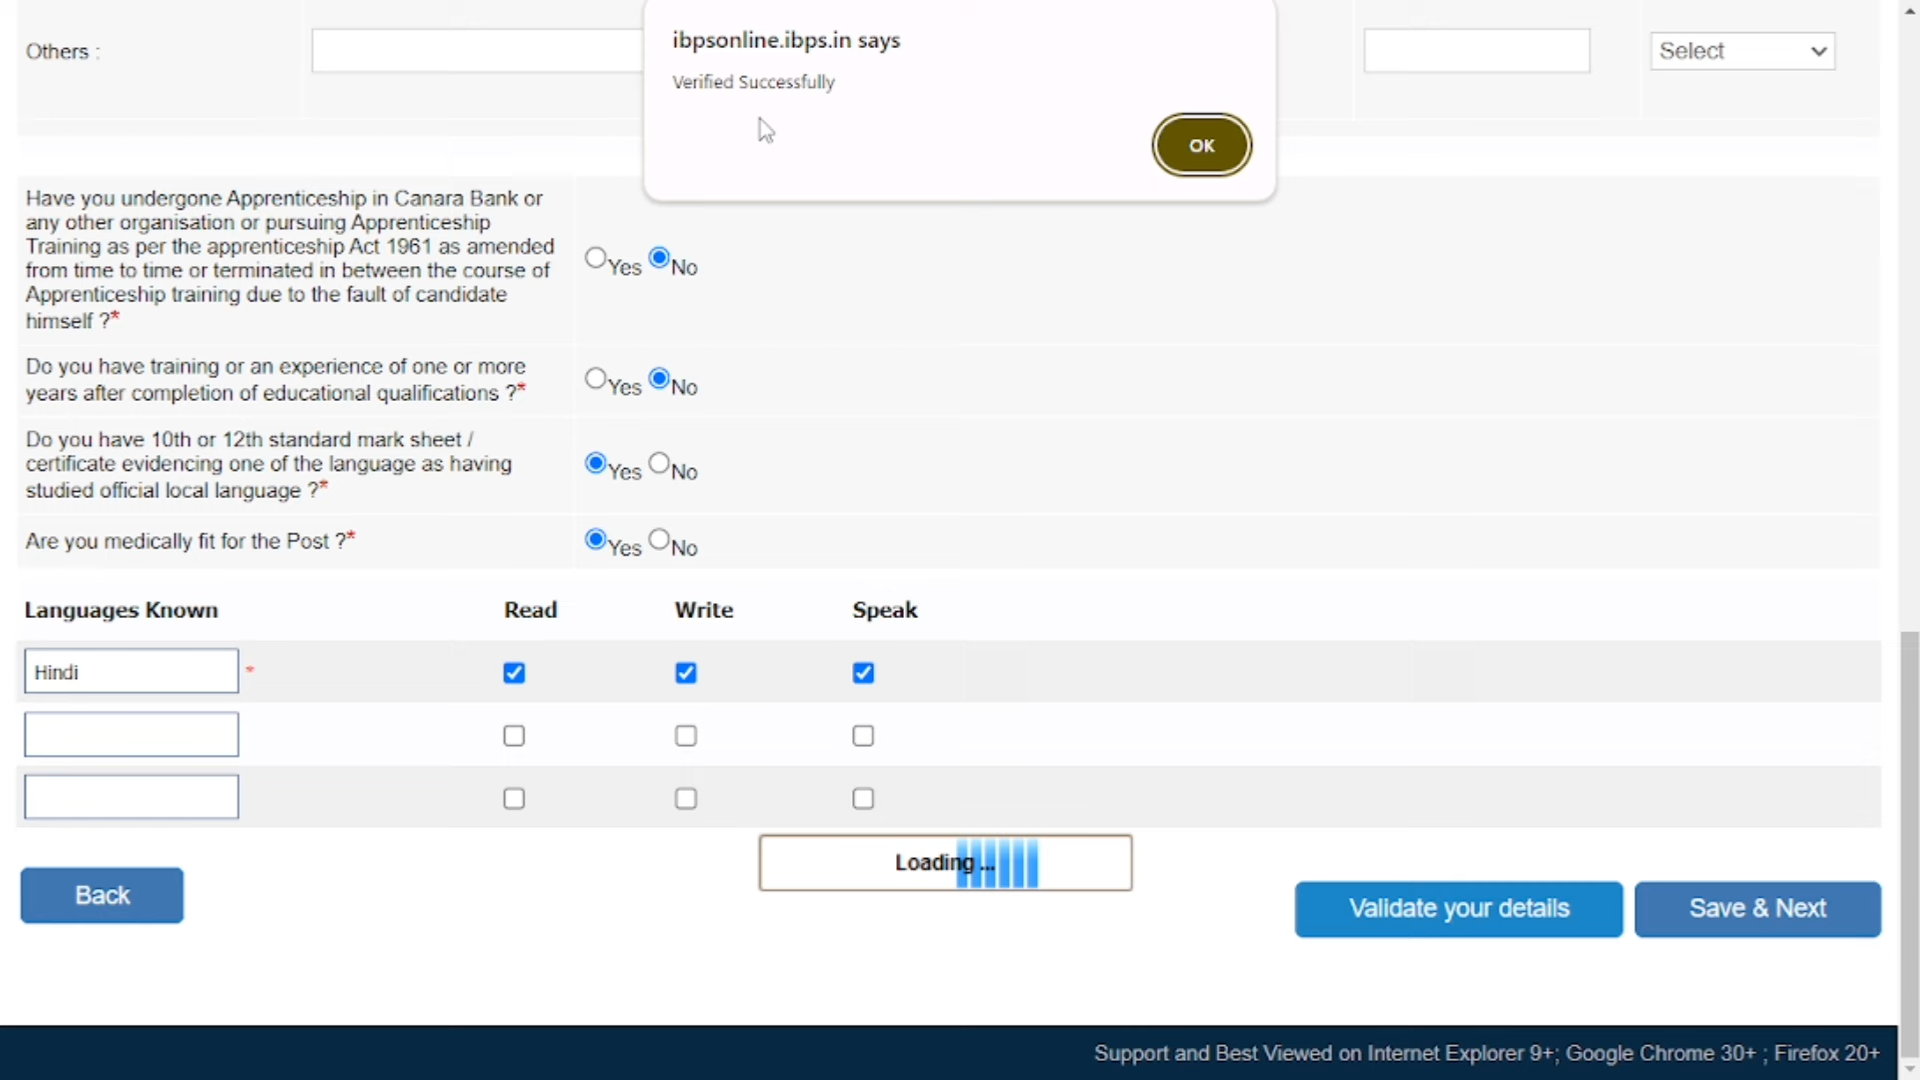 ibpsonline.ibps.in says
Verified Successfully
OK
Others :
Select
Have you undergone Apprenticeship in Canara Bank or
any other organisation or pursuing Apprenticeship
Training as per the apprenticeship Act 1961 as amended
from time to time or terminated in between the course of
Apprenticeship training due to the fault of candidate
himself ?*
Yes No
Do you have training or an experience of one or more
years after completion of educational qualifications ?*
Yes No
Do you have 10th or 12th standard mark sheet /
certificate evidencing one of the language as having
studied official local language ?*
Yes No
Are you medically fit for the Post ?*
Yes No
Languages Known Read Write Speak
Hindi *
Loading ...
Back
Validate your details
Save & Next
Support and Best Viewed on Internet Explorer 9+; Google Chrome 30+ ; Firefox 20+